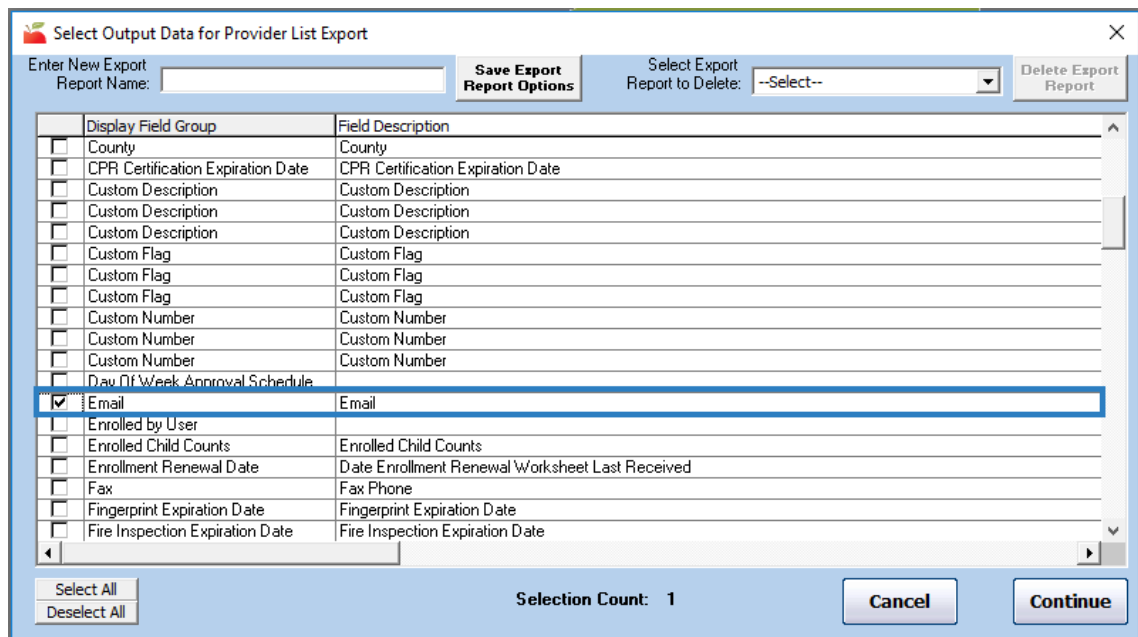 Select Output Data for Provider List Export
Enter New Export
Report Name:
Save Export
Report Options
Select Export
Report to Delete:
--Select--
Delete Export
Report
Display Field Group Field Description
County County
CPR Certification Expiration Date CPR Certification Expiration Date
Custom Description Custom Description
Custom Description Custom Description
Custom Description Custom Description
Custom Flag Custom Flag
Custom Flag Custom Flag
Custom Flag Custom Flag
Custom Number Custom Number
Custom Number Custom Number
Custom Number Custom Number
Day Of Week Approval Schedule
Email Email
Enrolled by User
Enrolled Child Counts Enrolled Child Counts
Enrollment Renewal Date Date Enrollment Renewal Worksheet Last Received
Fax Fax Phone
Fingerprint Expiration Date Fingerprint Expiration Date
Fire Inspection Expiration Date Fire Inspection Expiration Date
Select All
Deselect All
Selection Count: 1
Cancel
Continue